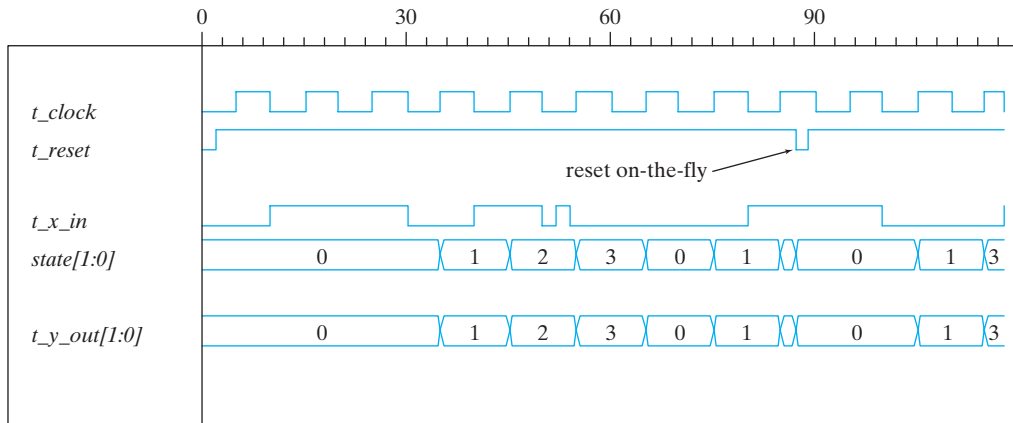 0 30 60 90
t_clock
t_reset
reset on-the-fly
t_x_in
state[1:0] 0 1 2 3 0 1 0 1 3
t_y_out[1:0] 0 1 2 3 0 1 0 1 3